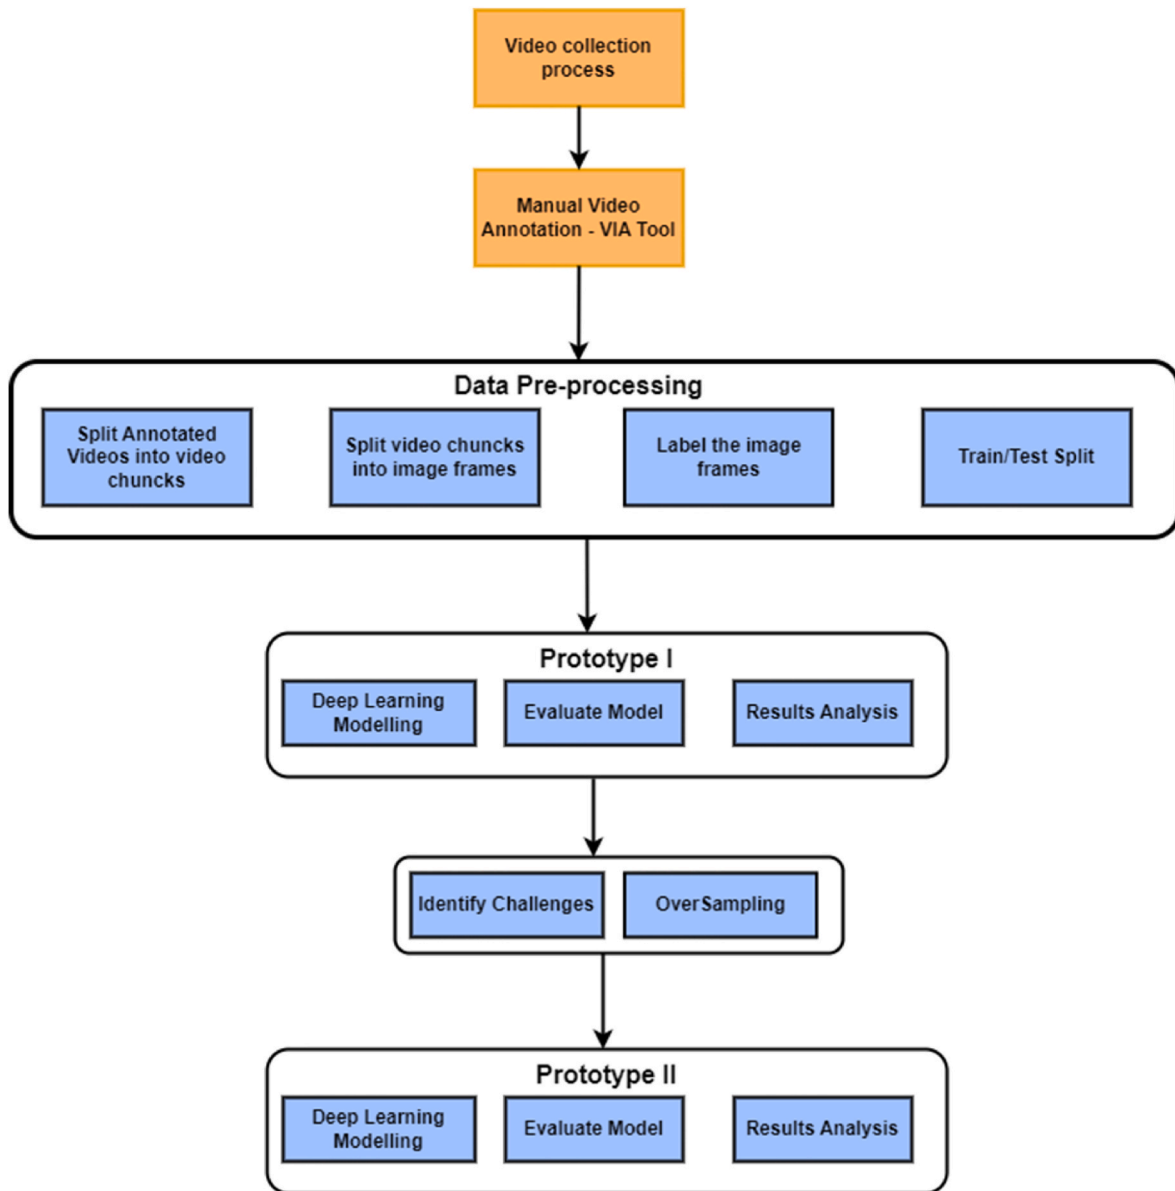 Video collection
process
Manual Video
Annotation - VIA Tool
Data Pre-processing
Split Annotated
Videos into video
chuncks
Split video chuncks
into image frames
Label the image
frames
Train/Test Split
Prototype I
Deep Learning
Modelling
Evaluate Model
Results Analysis
Identify Challenges
OverSampling
Prototype II
Deep Learning
Modelling
Evaluate Model
Results Analysis